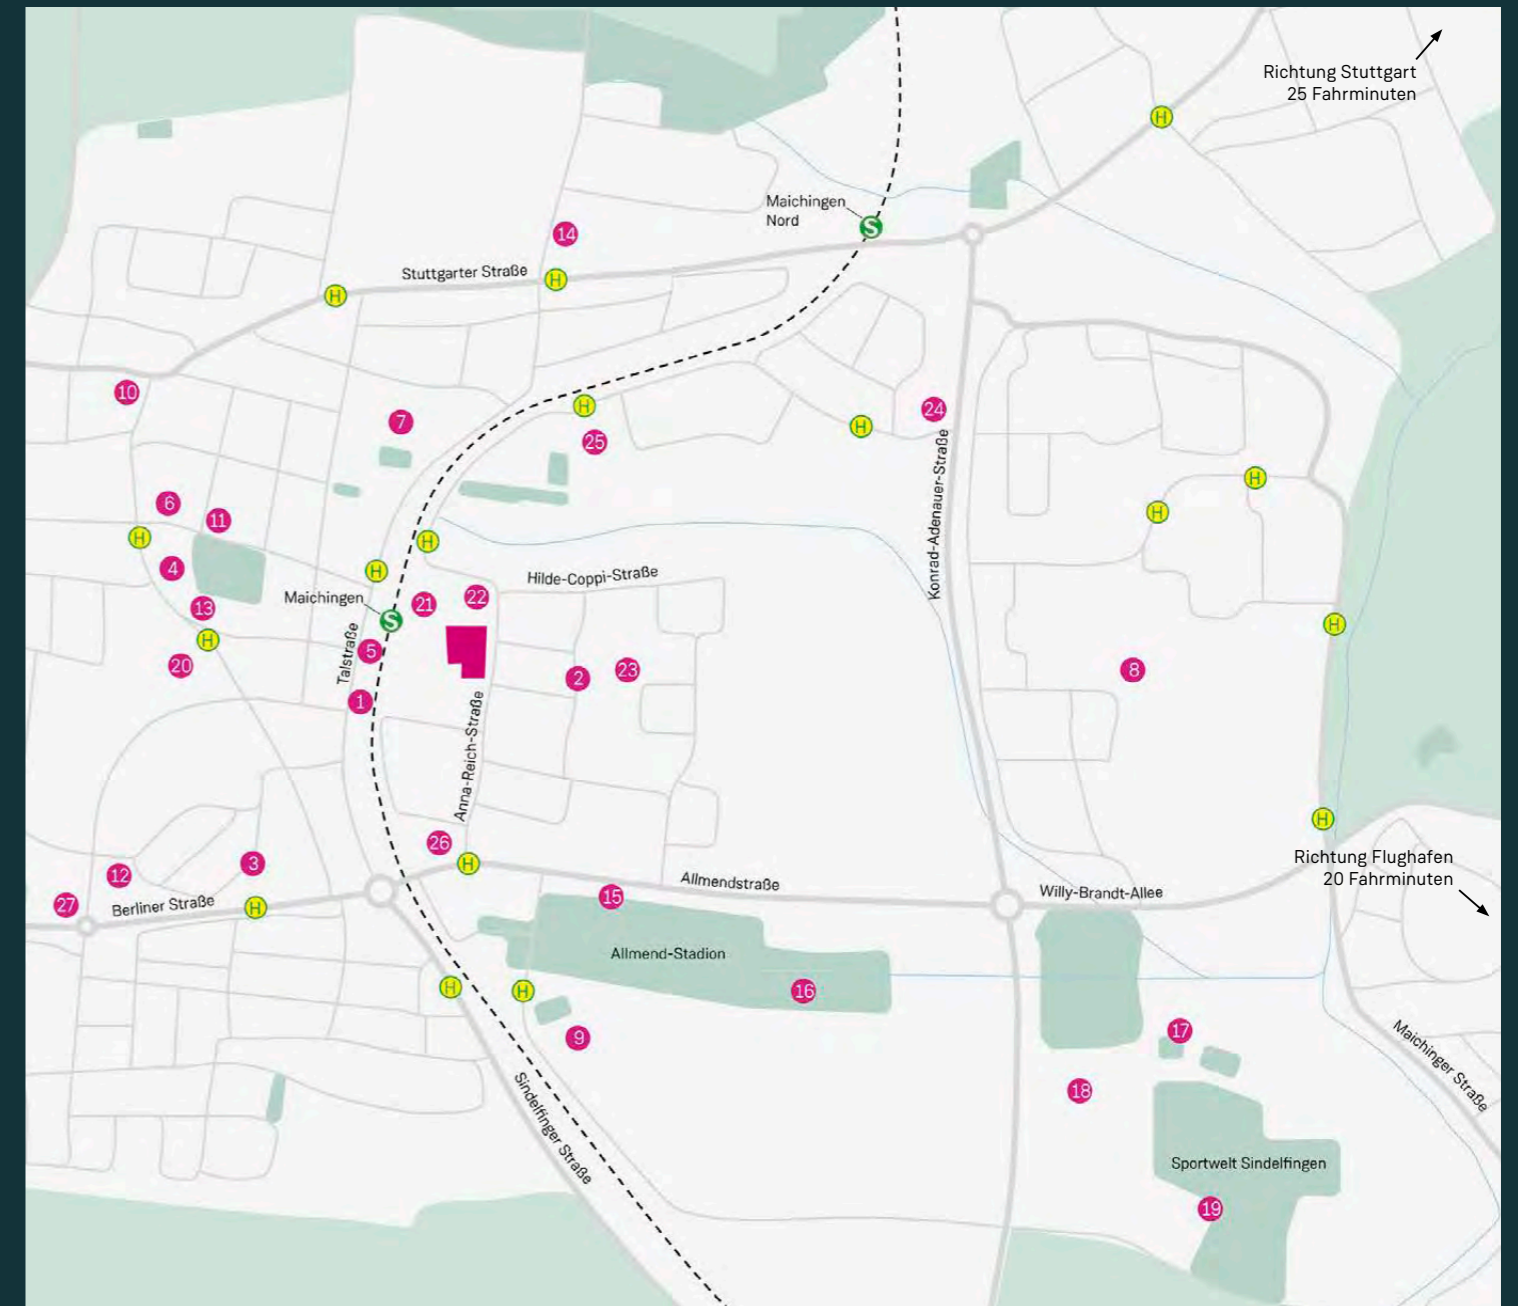 Richtung Stuttgart
25 Fahrminuten
H
Maichingen
Nord
S
14
Stuttgarter Straße
H
H
10
7
H
25
H
24
Konrad-Adenauer-Straße
H
H
6
11
H
4
H
H
Hilde-Coppi-Straße
Maichingen
S
21
22
13
H
20
Talstraße
5
1
2
23
H
8
Anna-Reich-Straße
H
26
H
3
12
27
Berliner Straße
H
15
Allmendstraße
Willy-Brandt-Allee
Richtung Flughafen
20 Fahrminuten
Allmend-Stadion
16
H
H
9
17
18
Maichinger Straße
Sindelfinger Straße
Sportwelt Sindelfingen
19